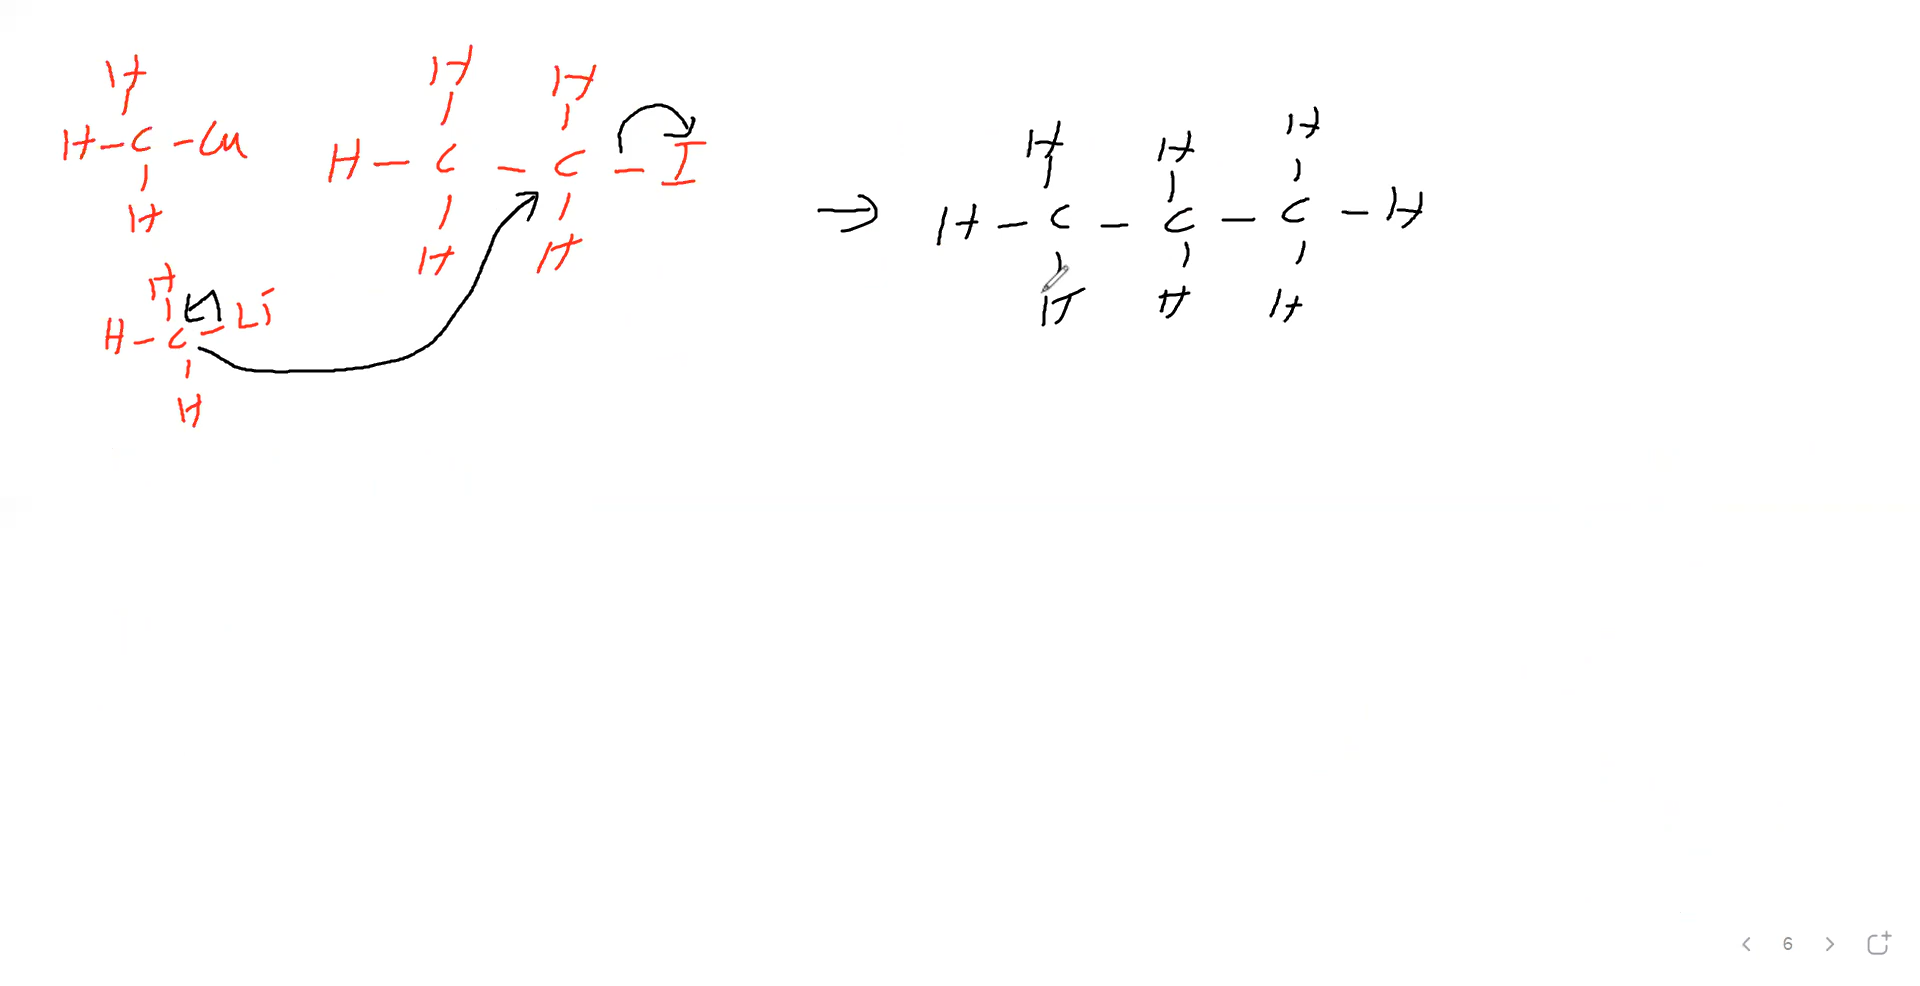 H
H - C - Cu
H
H
H - C - Li
H
H H
H - C - C - I
H H
→
H H H
H - C - C - C - H
H H H
< 6 >